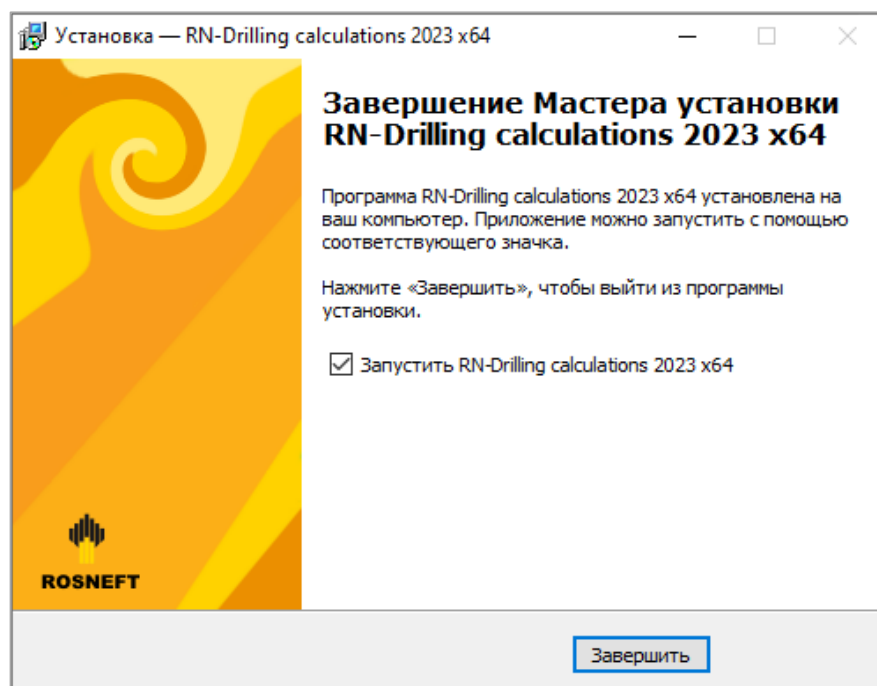 Установка — RN-Drilling calculations 2023 x64
Завершение Мастера установки
RN-Drilling calculations 2023 x64
Программа RN-Drilling calculations 2023 x64 установлена на
ваш компьютер. Приложение можно запустить с помощью
соответствующего значка.
Нажмите «Завершить», чтобы выйти из программы
установки.
Запустить RN-Drilling calculations 2023 x64
ROSNEFT
Завершить